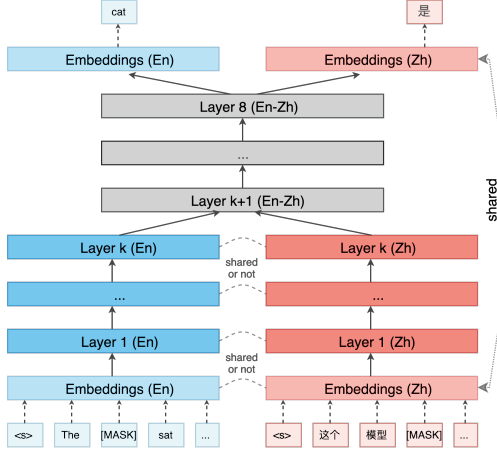 cat
是
Embeddings (En)
Embeddings (Zh)
Layer 8 (En-Zh)
...
Layer k+1 (En-Zh)
shared
Layer k (En)
Layer k (Zh)
shared
or not
...
...
Layer 1 (En)
Layer 1 (Zh)
shared
or not
Embeddings (En)
Embeddings (Zh)
<s>
The
[MASK]
sat
...
<s>
这个
模型
[MASK]
...